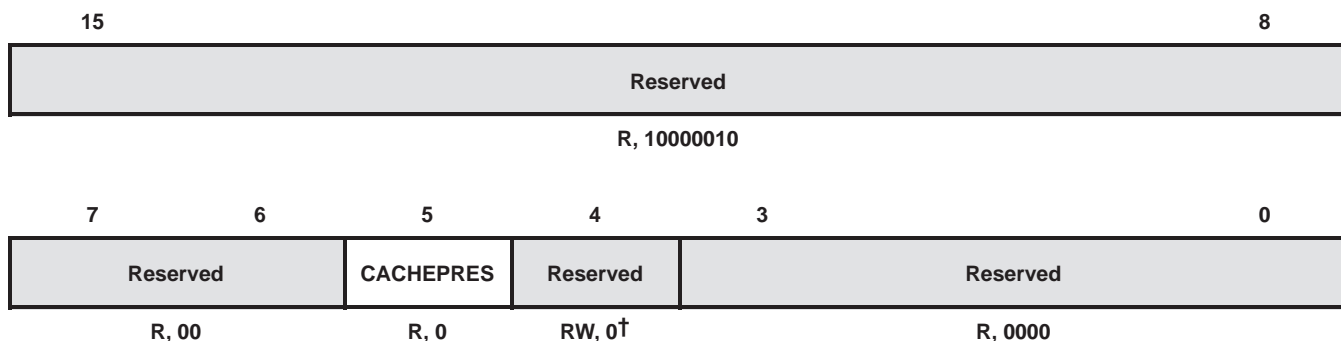 15 8
Reserved
R, 10000010
7 6 5 4 3 0
Reserved CACHEPRES Reserved Reserved
R, 00 R, 0 RW, 0† R, 0000